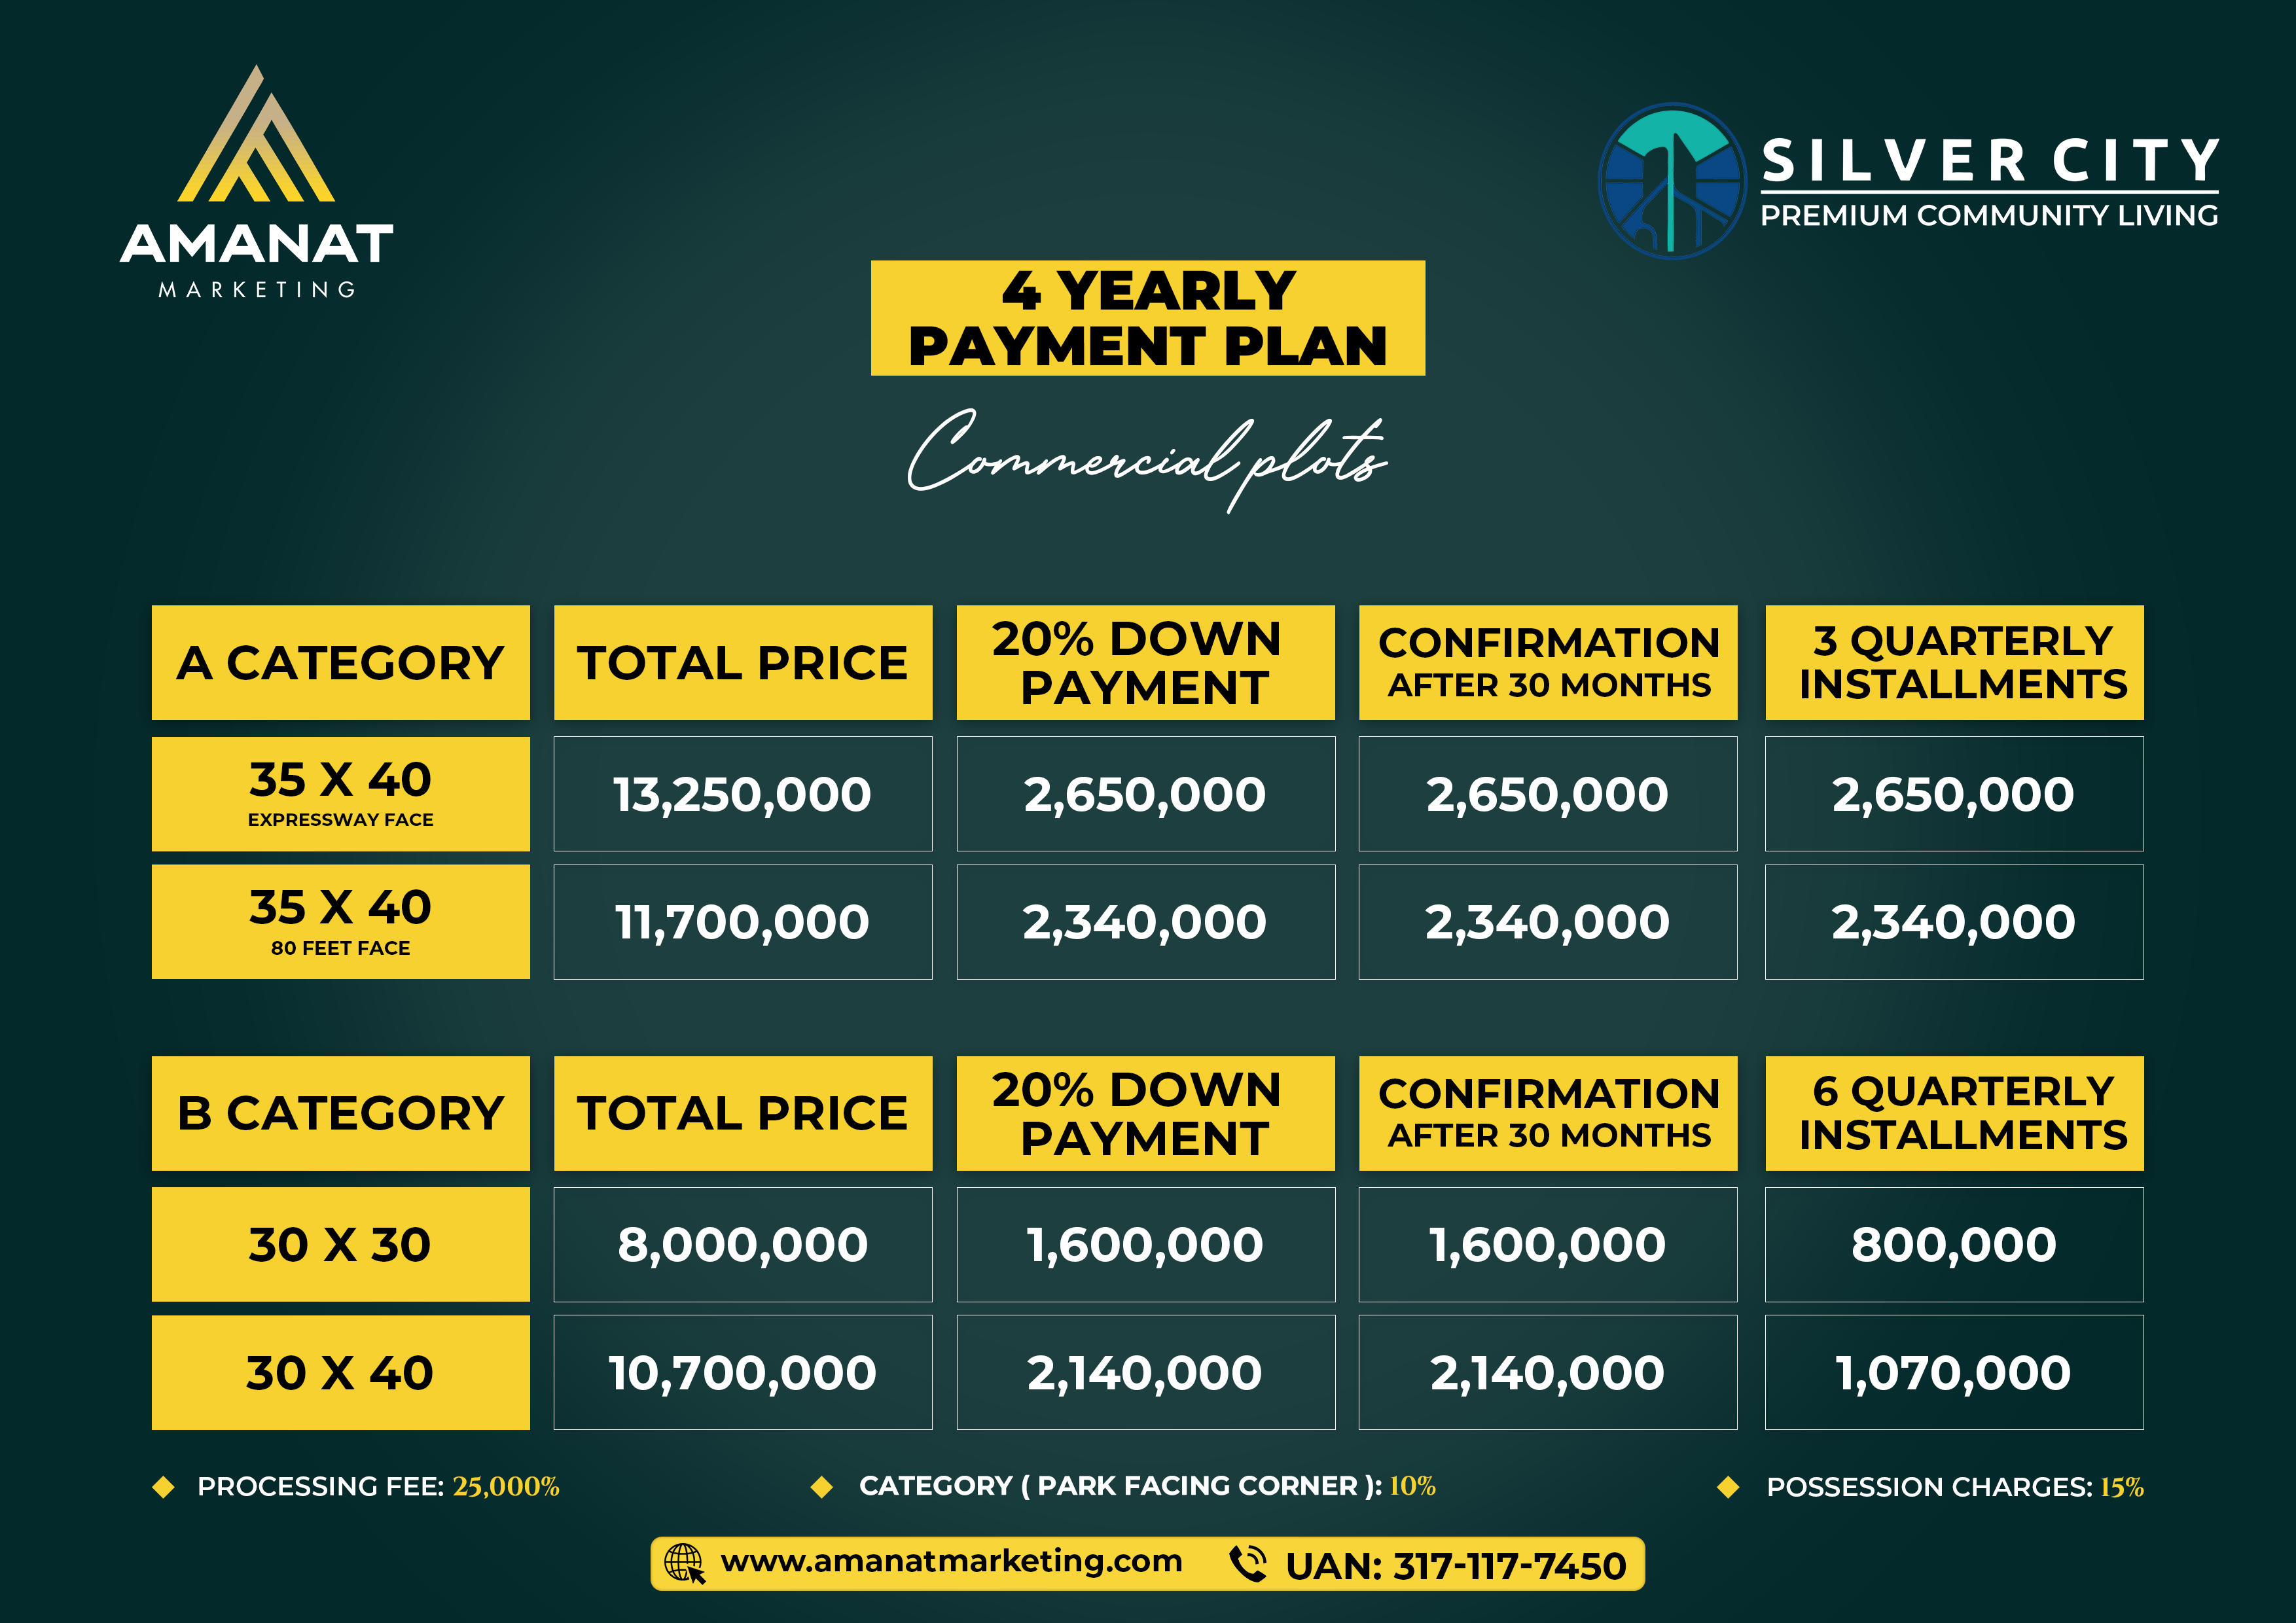 AMANAT
MARKETING
SILVER CITY
PREMIUM COMMUNITY LIVING
4 YEARLY
PAYMENT PLAN
Commercial plots
A CATEGORY
TOTAL PRICE
20% DOWN
PAYMENT
CONFIRMATION
AFTER 30 MONTHS
3 QUARTERLY
INSTALLMENTS
35 X 40
EXPRESSWAY FACE
13,250,000
2,650,000
2,650,000
2,650,000
35 X 40
80 FEET FACE
11,700,000
2,340,000
2,340,000
2,340,000
B CATEGORY
TOTAL PRICE
20% DOWN
PAYMENT
CONFIRMATION
AFTER 30 MONTHS
6 QUARTERLY
INSTALLMENTS
30 X 30
8,000,000
1,600,000
1,600,000
800,000
30 X 40
10,700,000
2,140,000
2,140,000
1,070,000
PROCESSING FEE: 25,000%
CATEGORY ( PARK FACING CORNER ): 10%
POSSESSION CHARGES: 15%
www.amanatmarketing.com
UAN: 317-117-7450